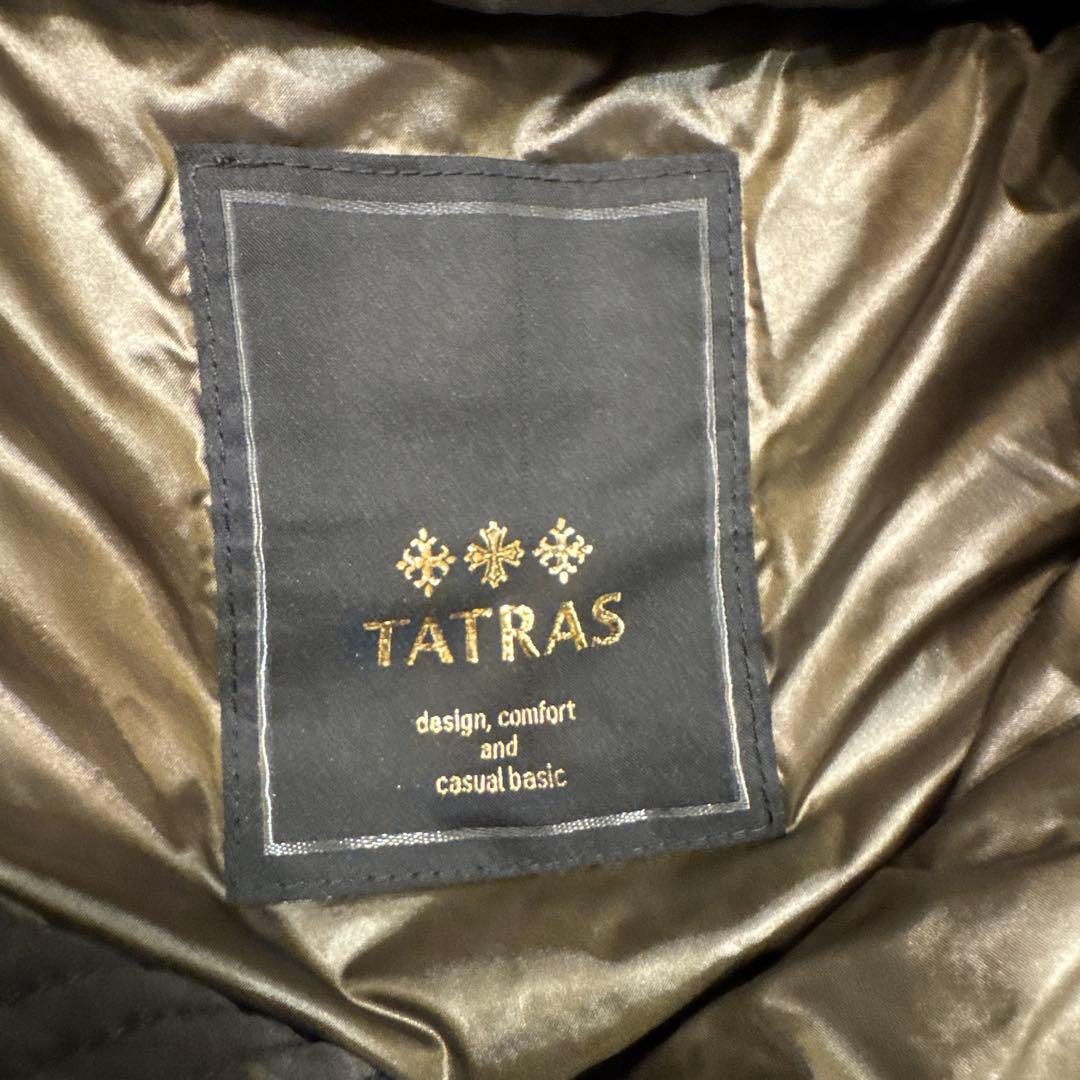 TATRAS
design, comfort
and
casual basic